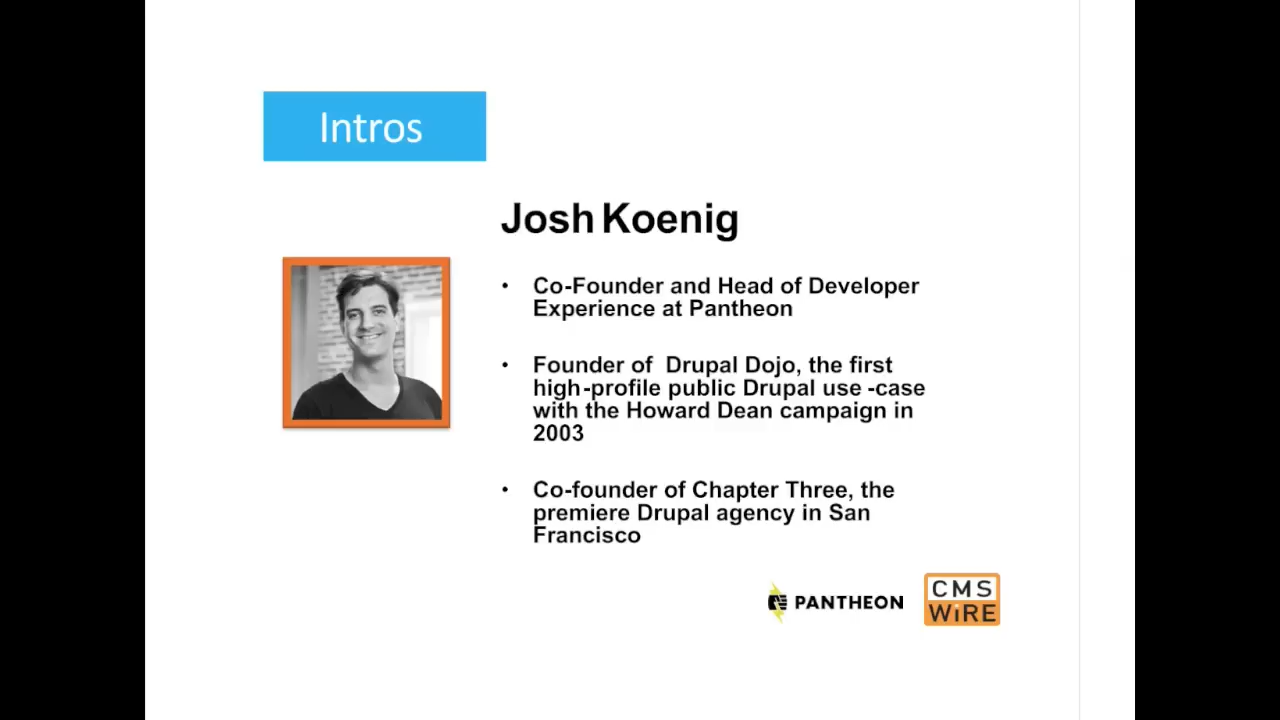 Intros
Josh Koenig
• Co-Founder and Head of Developer
Experience at Pantheon
• Founder of Drupal Dojo, the first
high-profile public Drupal use -case
with the Howard Dean campaign in
2003
• Co-founder of Chapter Three, the
premiere Drupal agency in San
Francisco
PANTHEON
CMS
WiRE